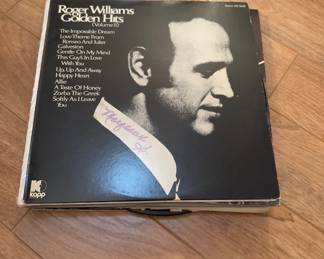 Roger Williams
Golden Hits
(Volume II)
The Impossible Dream
Love Theme From
Romeo And Juliet
Galveston
Gentle On My Mind
This Guy's In Love
With You
Up, Up And Away
Happy Heart
Alfie
A Taste Of Honey
Zorba The Greek
Softly As I Leave
You
kapp